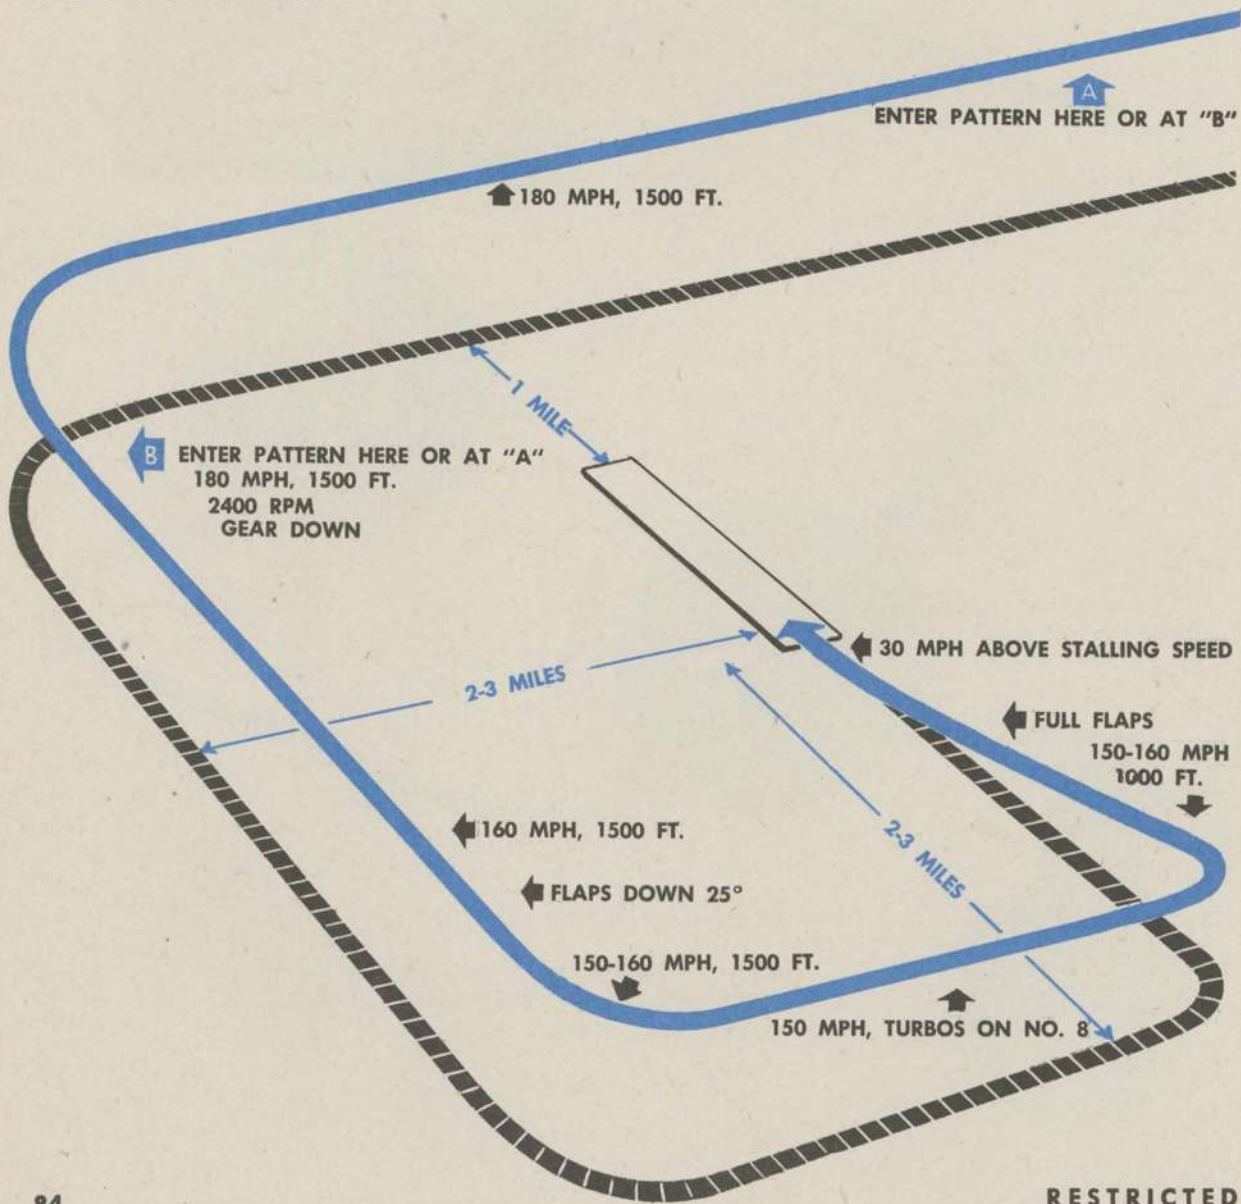 A
ENTER PATTERN HERE OR AT "B"
180 MPH, 1500 FT.
1 MILE
B ENTER PATTERN HERE OR AT "A"
180 MPH, 1500 FT.
2400 RPM
GEAR DOWN
30 MPH ABOVE STALLING SPEED
2-3 MILES
FULL FLAPS
150-160 MPH
1000 FT.
160 MPH, 1500 FT.
2-3 MILES
FLAPS DOWN 25°
150-160 MPH, 1500 FT.
150 MPH, TURBOS ON NO. 8
RESTRICTED